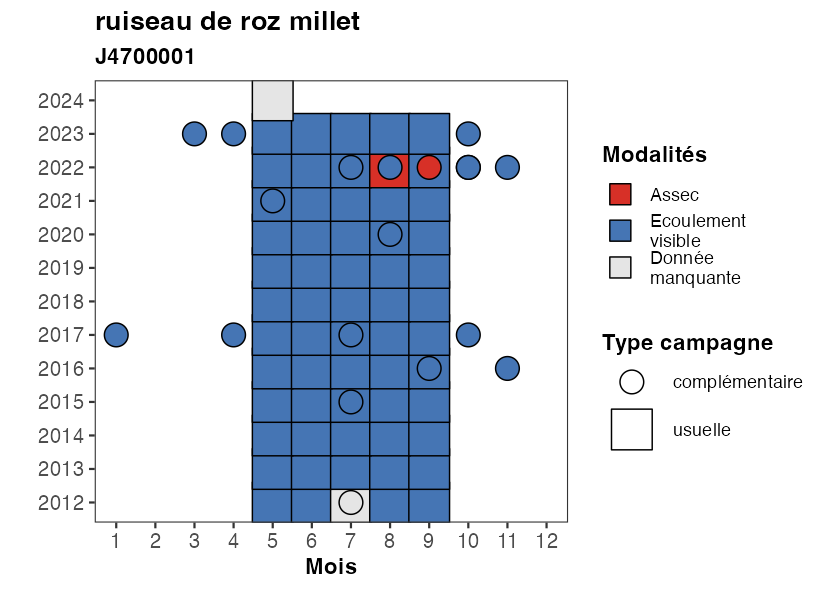 ruiseau de roz millet
J4700001
2024
2023
2022
2021
2020
2019
2018
2017
2016
2015
2014
2013
2012
1 2 3 4 5 6 7 8 9 10 11 12
Mois
Modalités
Assec
Ecoulement
visible
Donnée
manquante
Type campagne
complémentaire
usuelle